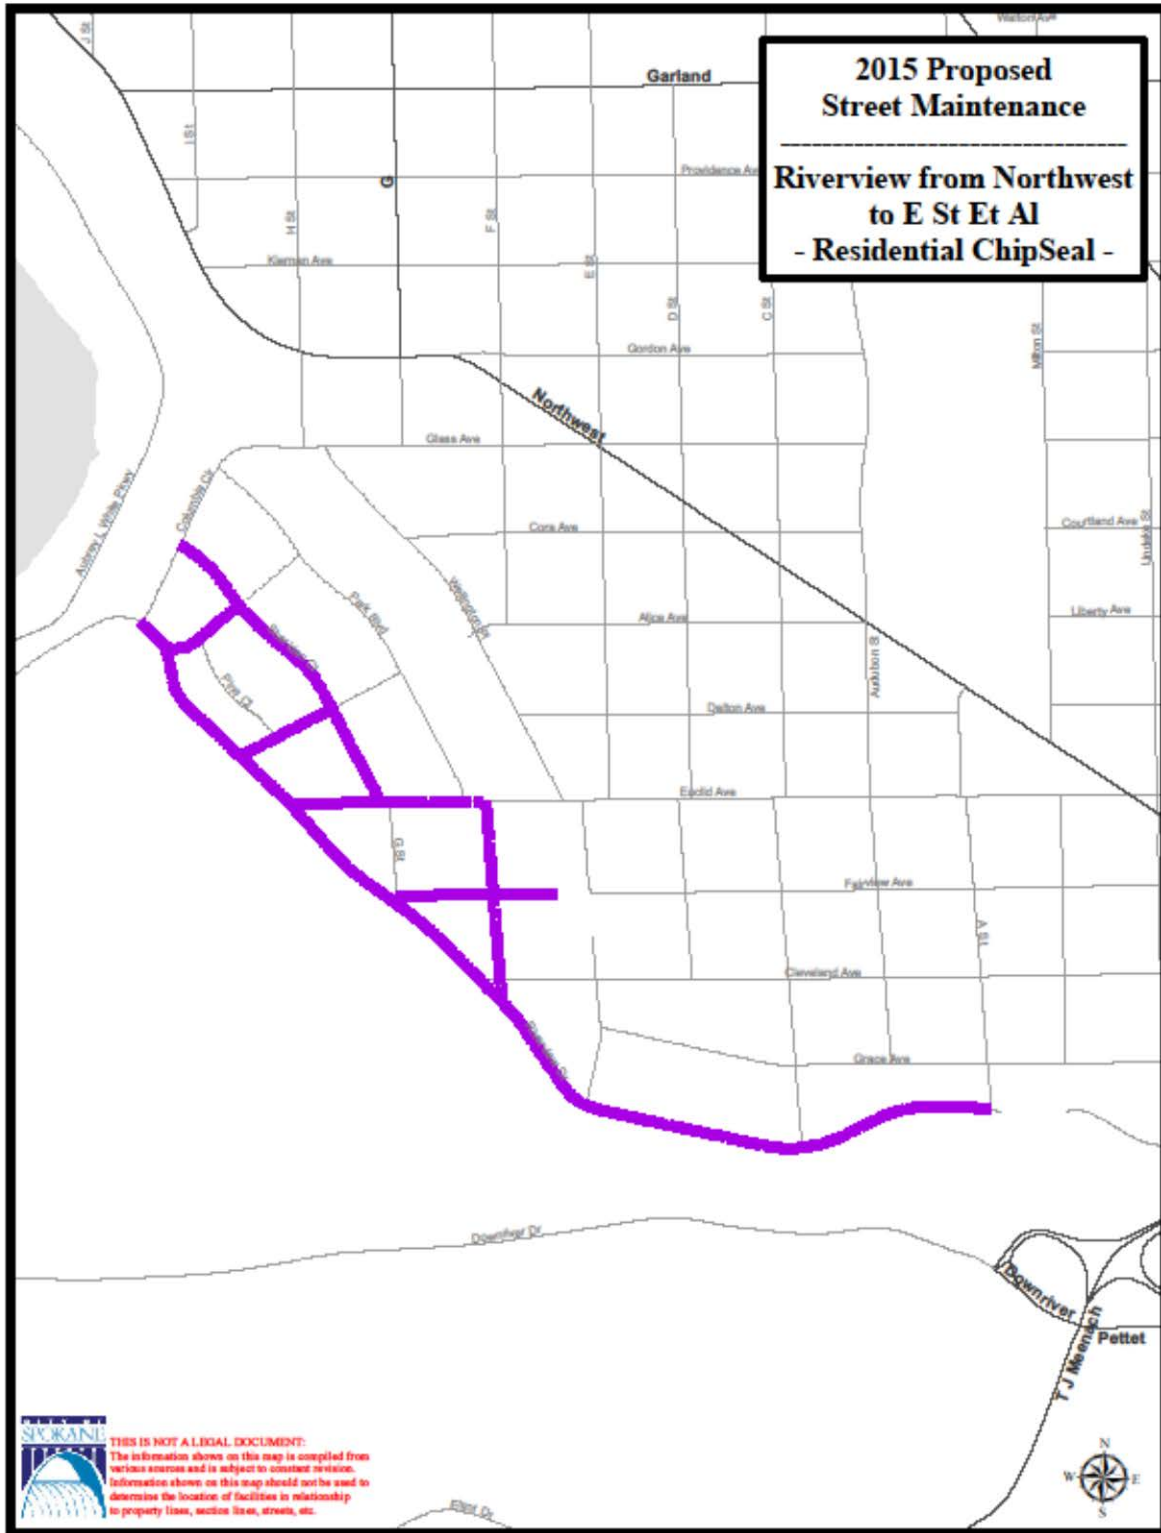 Walton Ave
J St
2015 Proposed
Street Maintenance
--------------------------------
Riverview from Northwest
to E St Et Al
- Residential ChipSeal -
Garland
I St
Providence Av
G
H St
F St
Kiernan Ave
E St
D St
C St
Milton St
Gordon Ave
Northwest
Glass Ave
Columbia Cir
Aubrey L White Pkwy
Cora Ave
Courtland Ave
Park Blvd
Alice Ave
Liberty Ave
Audubon St
Pine Ct
Dalton Ave
Euclid Ave
G St
Fairview Ave
A St
Cleveland Ave
Grace Ave
Downriver Dr
Downriver
Pettet
T J Meenach
SPOKANE
THIS IS NOT A LEGAL DOCUMENT:
The information shown on this map is compiled from
various sources and is subject to constant revision.
Information shown on this map should not be used to
determine the location of facilities in relationship
to property lines, section lines, streets, etc.
N
W
E
S
Eliot Dr